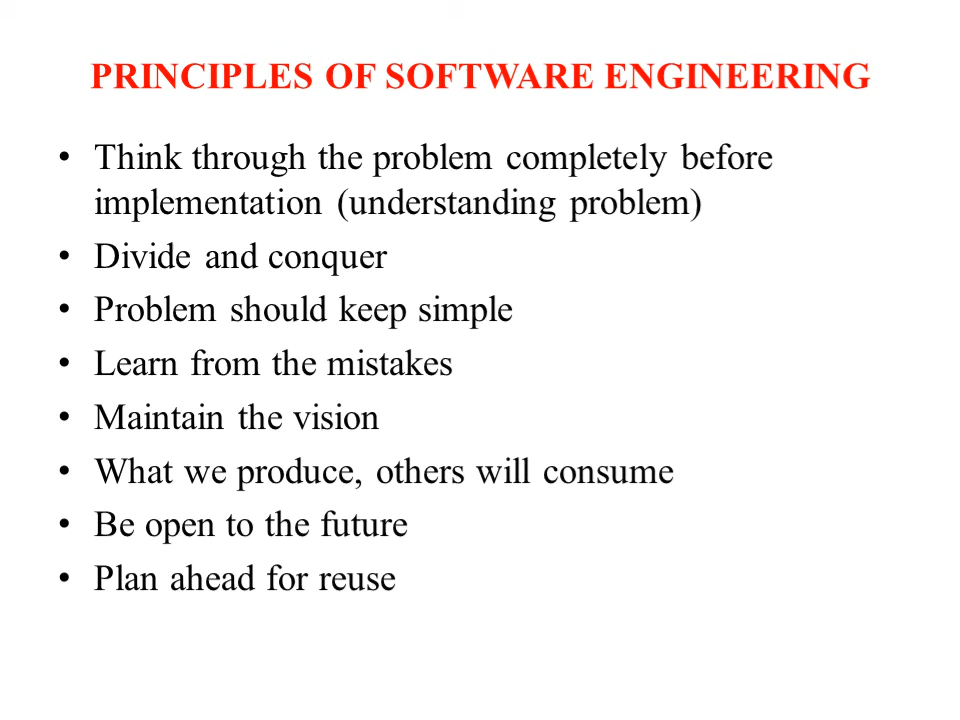 PRINCIPLES OF SOFTWARE ENGINEERING
• Think through the problem completely before
implementation (understanding problem)
• Divide and conquer
• Problem should keep simple
• Learn from the mistakes
• Maintain the vision
• What we produce, others will consume
• Be open to the future
• Plan ahead for reuse